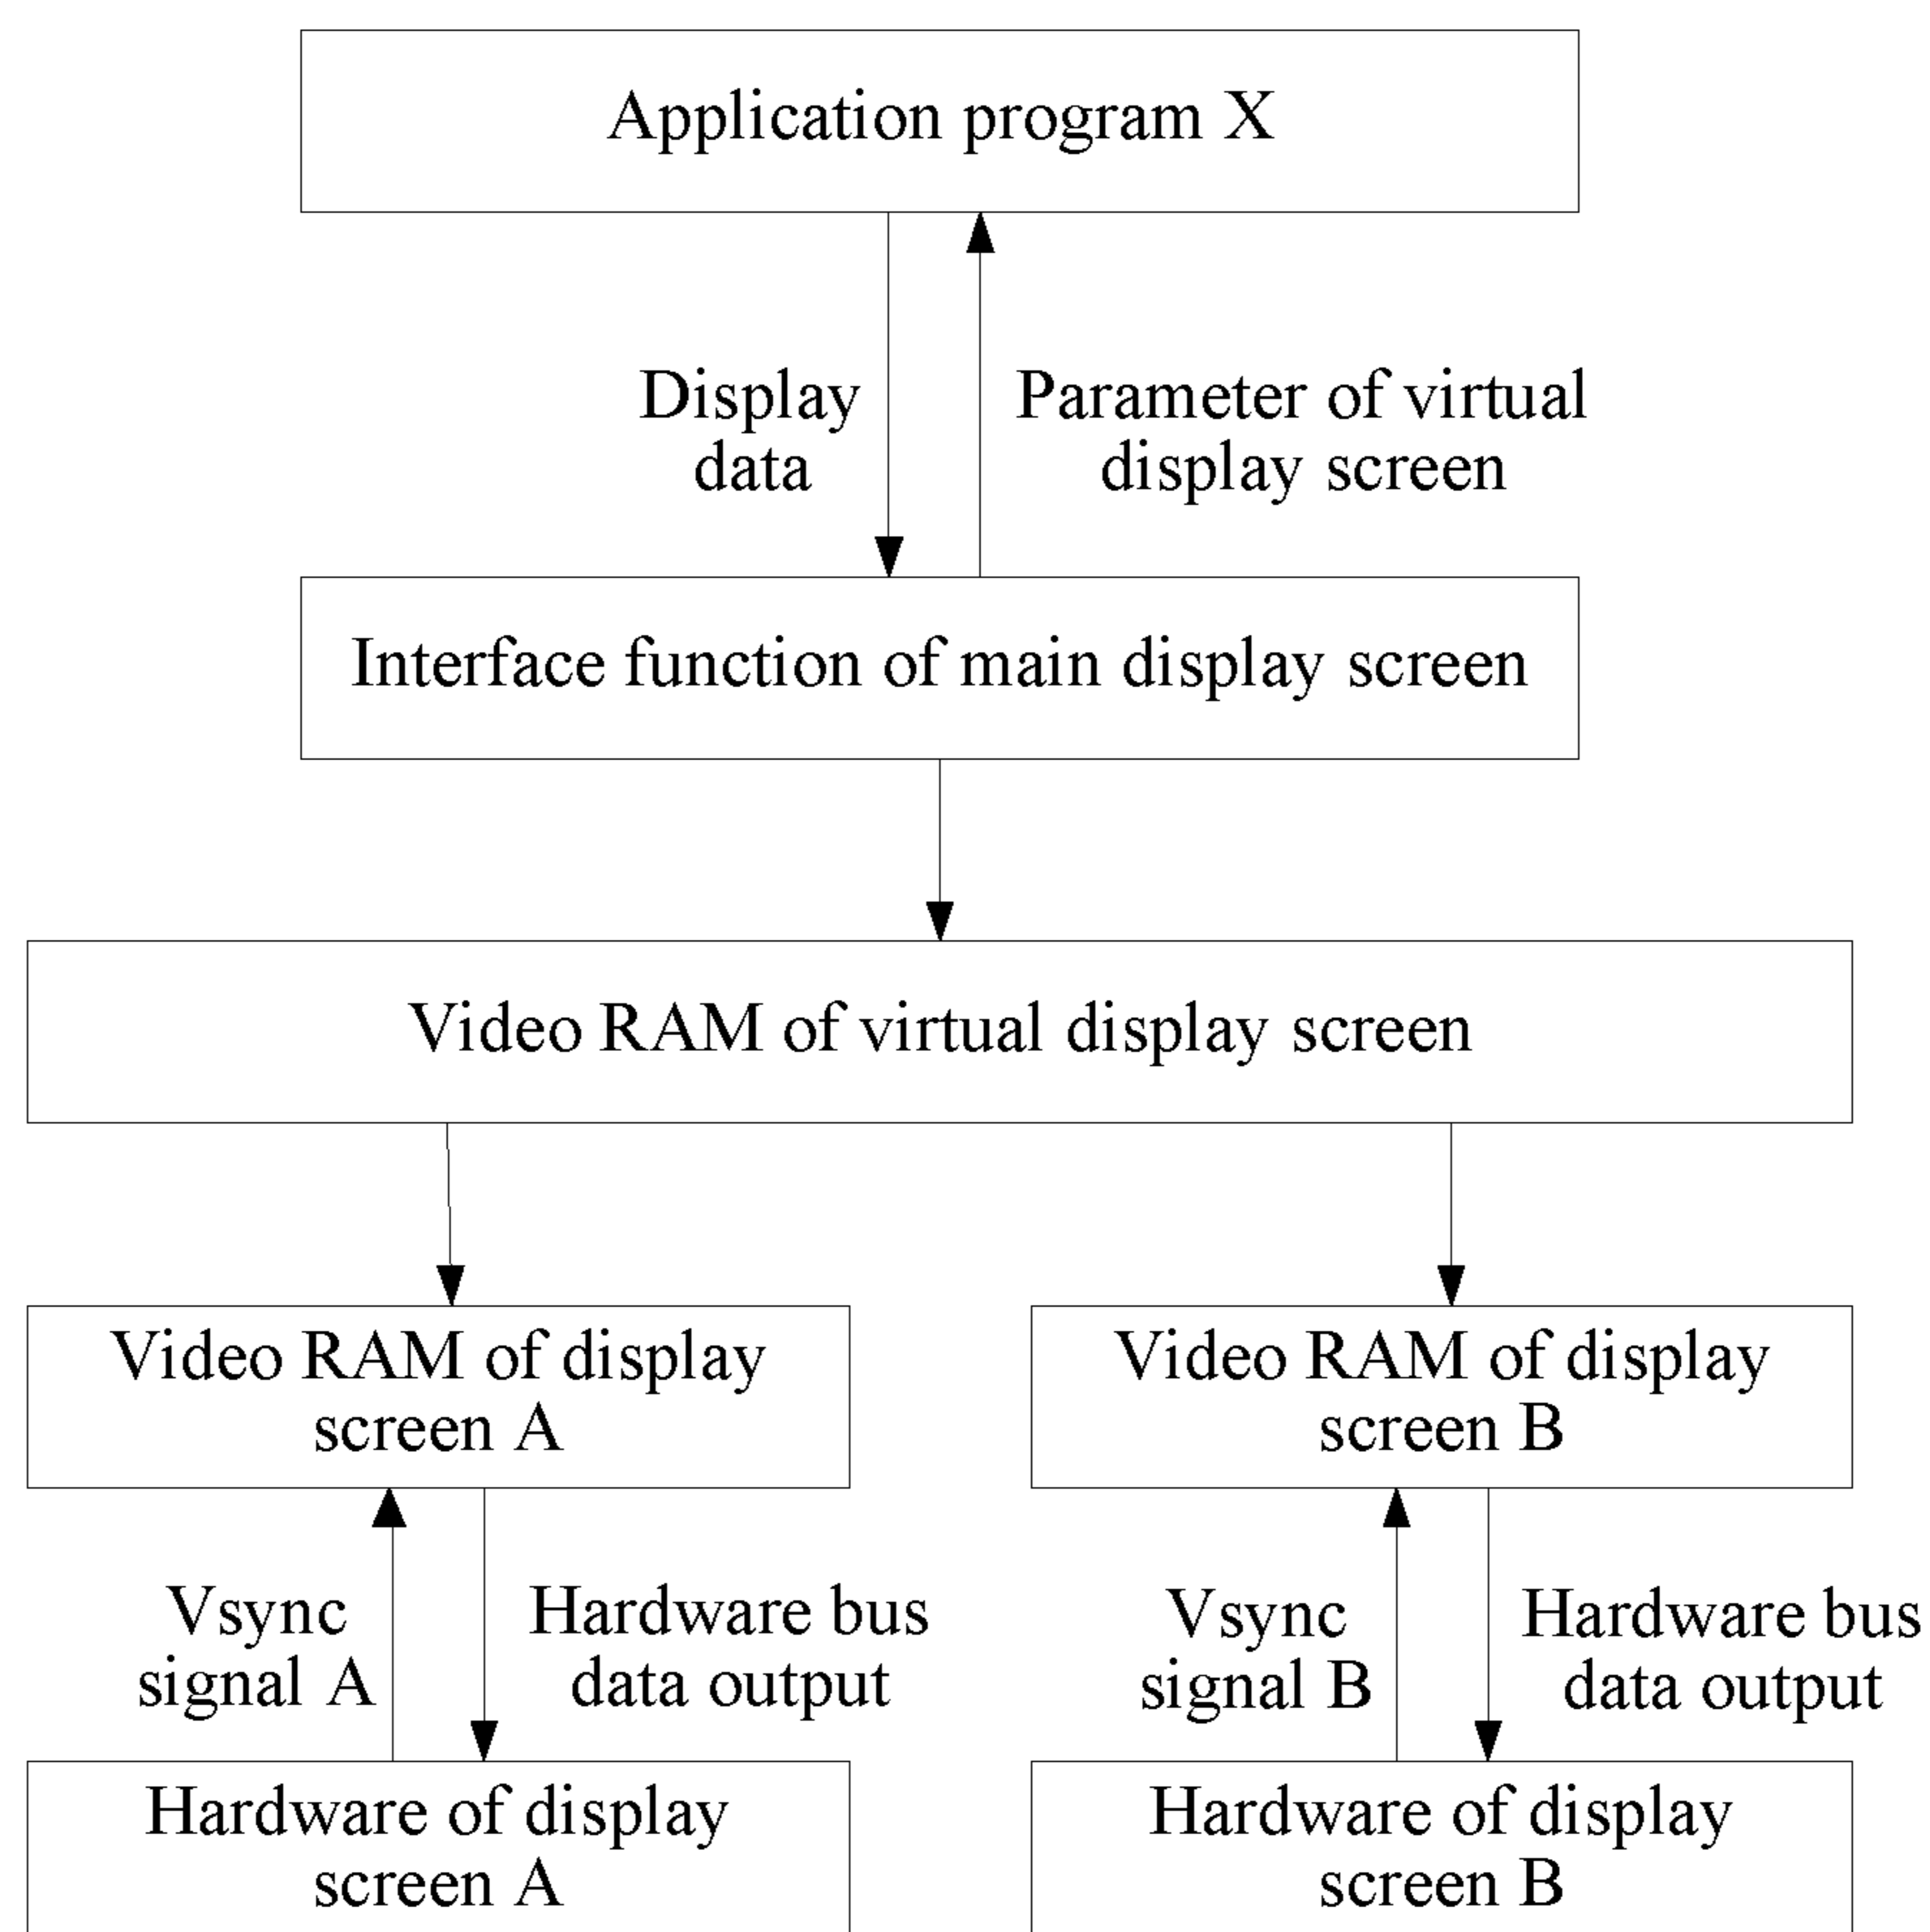 Application program X
Display
data
Parameter of virtual
display screen
Interface function of main display screen
Video RAM of virtual display screen
Video RAM of display
screen A
Video RAM of display
screen B
Vsync
signal A
Hardware bus
data output
Vsync
signal B
Hardware bus
data output
Hardware of display
screen A
Hardware of display
screen B